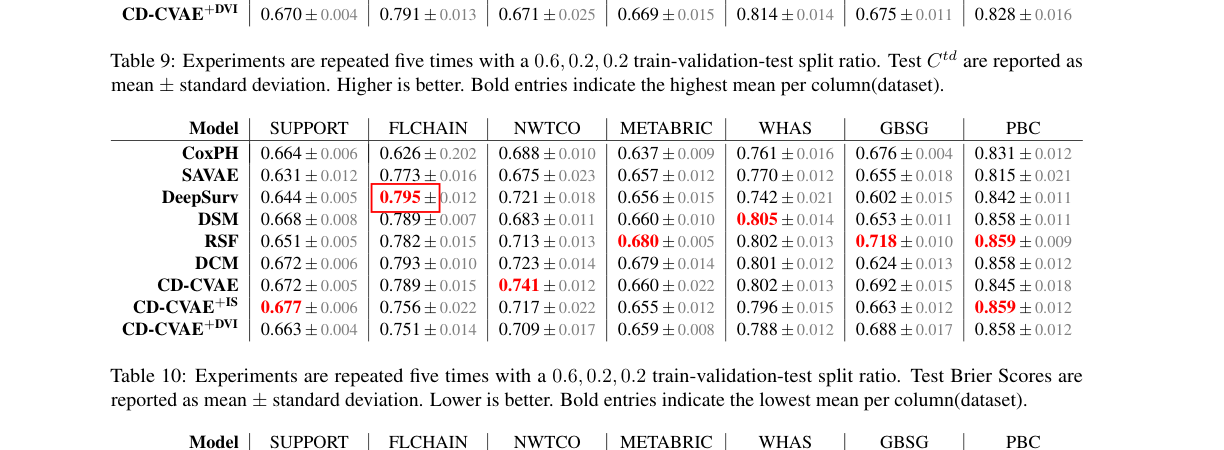 CD-CVAE+DVI 0.670 ± 0.004 0.791 ± 0.013 0.671 ± 0.025 0.669 ± 0.015 0.814 ± 0.014 0.675 ± 0.011 0.828 ± 0.016
Table 9: Experiments are repeated five times with a 0.6, 0.2, 0.2 train-validation-test split ratio. Test C^{td} are reported as
mean ± standard deviation. Higher is better. Bold entries indicate the highest mean per column(dataset).
Model SUPPORT FLCHAIN NWTCO METABRIC WHAS GBSG PBC
CoxPH 0.664 ± 0.006 0.626 ± 0.202 0.688 ± 0.010 0.637 ± 0.009 0.761 ± 0.016 0.676 ± 0.004 0.831 ± 0.012
SAVAE 0.631 ± 0.012 0.773 ± 0.016 0.675 ± 0.023 0.657 ± 0.012 0.770 ± 0.012 0.655 ± 0.018 0.815 ± 0.021
DeepSurv 0.644 ± 0.005 0.795 ± 0.012 0.721 ± 0.018 0.656 ± 0.015 0.742 ± 0.021 0.602 ± 0.015 0.842 ± 0.011
DSM 0.668 ± 0.008 0.789 ± 0.007 0.683 ± 0.011 0.660 ± 0.010 0.805 ± 0.014 0.653 ± 0.011 0.858 ± 0.011
RSF 0.651 ± 0.005 0.782 ± 0.015 0.713 ± 0.013 0.680 ± 0.005 0.802 ± 0.013 0.718 ± 0.010 0.859 ± 0.009
DCM 0.672 ± 0.006 0.793 ± 0.010 0.723 ± 0.014 0.679 ± 0.014 0.801 ± 0.012 0.624 ± 0.013 0.858 ± 0.012
CD-CVAE 0.672 ± 0.005 0.789 ± 0.015 0.741 ± 0.012 0.660 ± 0.022 0.802 ± 0.013 0.692 ± 0.015 0.845 ± 0.018
CD-CVAE+IS 0.677 ± 0.006 0.756 ± 0.022 0.717 ± 0.022 0.655 ± 0.012 0.796 ± 0.015 0.663 ± 0.012 0.859 ± 0.012
CD-CVAE+DVI 0.663 ± 0.004 0.751 ± 0.014 0.709 ± 0.017 0.659 ± 0.008 0.788 ± 0.012 0.688 ± 0.017 0.858 ± 0.012
Table 10: Experiments are repeated five times with a 0.6, 0.2, 0.2 train-validation-test split ratio. Test Brier Scores are
reported as mean ± standard deviation. Lower is better. Bold entries indicate the lowest mean per column(dataset).
Model SUPPORT FLCHAIN NWTCO METABRIC WHAS GBSG PBC